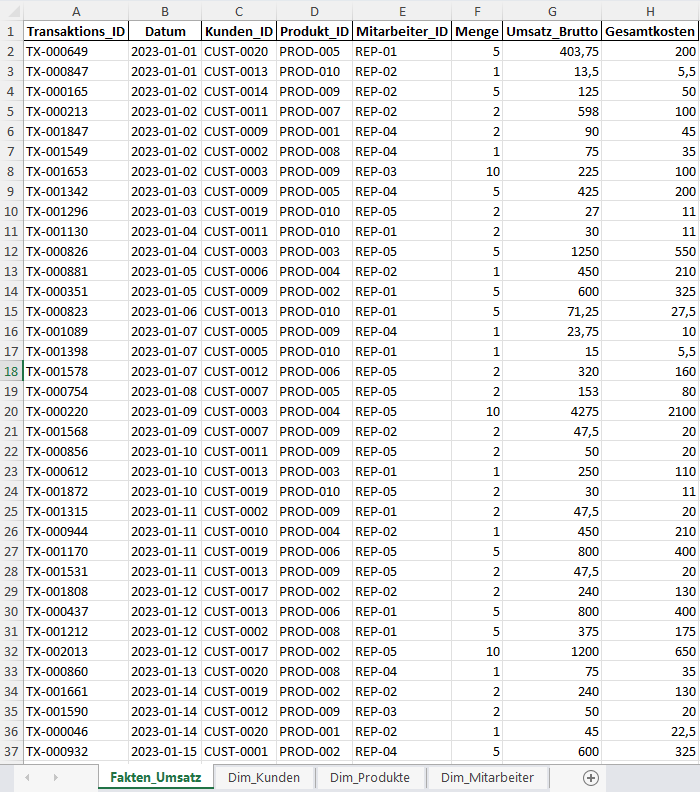 A B C D E F G H
1 Transaktions_ID Datum Kunden_ID Produkt_ID Mitarbeiter_ID Menge Umsatz_Brutto Gesamtkosten
2 TX-000649 2023-01-01 CUST-0020 PROD-005 REP-01 5 403,75 200
3 TX-000847 2023-01-01 CUST-0013 PROD-010 REP-02 1 13,5 5,5
4 TX-000165 2023-01-02 CUST-0014 PROD-009 REP-02 5 125 50
5 TX-000213 2023-01-02 CUST-0011 PROD-007 REP-02 2 598 100
6 TX-001847 2023-01-02 CUST-0009 PROD-001 REP-04 2 90 45
7 TX-001549 2023-01-02 CUST-0002 PROD-008 REP-04 1 75 35
8 TX-001653 2023-01-02 CUST-0003 PROD-009 REP-03 10 225 100
9 TX-001342 2023-01-03 CUST-0009 PROD-005 REP-04 5 425 200
10 TX-001296 2023-01-03 CUST-0019 PROD-010 REP-05 2 27 11
11 TX-001130 2023-01-04 CUST-0011 PROD-010 REP-01 2 30 11
12 TX-000826 2023-01-04 CUST-0003 PROD-003 REP-05 5 1250 550
13 TX-000881 2023-01-05 CUST-0006 PROD-004 REP-02 1 450 210
14 TX-000351 2023-01-05 CUST-0009 PROD-002 REP-01 5 600 325
15 TX-000823 2023-01-06 CUST-0013 PROD-010 REP-01 5 71,25 27,5
16 TX-001089 2023-01-07 CUST-0005 PROD-009 REP-04 1 23,75 10
17 TX-001398 2023-01-07 CUST-0005 PROD-010 REP-01 1 15 5,5
18 TX-001578 2023-01-07 CUST-0012 PROD-006 REP-05 2 320 160
19 TX-000754 2023-01-08 CUST-0007 PROD-005 REP-05 2 153 80
20 TX-000220 2023-01-09 CUST-0003 PROD-004 REP-05 10 4275 2100
21 TX-001568 2023-01-09 CUST-0007 PROD-009 REP-02 2 47,5 20
22 TX-000856 2023-01-10 CUST-0011 PROD-009 REP-05 2 50 20
23 TX-000612 2023-01-10 CUST-0013 PROD-003 REP-01 1 250 110
24 TX-001872 2023-01-10 CUST-0019 PROD-010 REP-05 2 30 11
25 TX-001315 2023-01-11 CUST-0002 PROD-009 REP-01 2 47,5 20
26 TX-000944 2023-01-11 CUST-0010 PROD-004 REP-02 1 450 210
27 TX-001170 2023-01-11 CUST-0019 PROD-006 REP-05 5 800 400
28 TX-001531 2023-01-11 CUST-0013 PROD-009 REP-05 2 47,5 20
29 TX-001808 2023-01-12 CUST-0017 PROD-002 REP-02 2 240 130
30 TX-000437 2023-01-12 CUST-0013 PROD-006 REP-01 5 800 400
31 TX-001212 2023-01-12 CUST-0002 PROD-008 REP-01 5 375 175
32 TX-002013 2023-01-12 CUST-0017 PROD-002 REP-05 10 1200 650
33 TX-000860 2023-01-13 CUST-0020 PROD-008 REP-04 1 75 35
34 TX-001661 2023-01-14 CUST-0019 PROD-002 REP-02 2 240 130
35 TX-001590 2023-01-14 CUST-0012 PROD-009 REP-03 2 50 20
36 TX-000046 2023-01-14 CUST-0020 PROD-001 REP-02 1 45 22,5
37 TX-000932 2023-01-15 CUST-0001 PROD-002 REP-04 5 600 325
Fakten_Umsatz Dim_Kunden Dim_Produkte Dim_Mitarbeiter